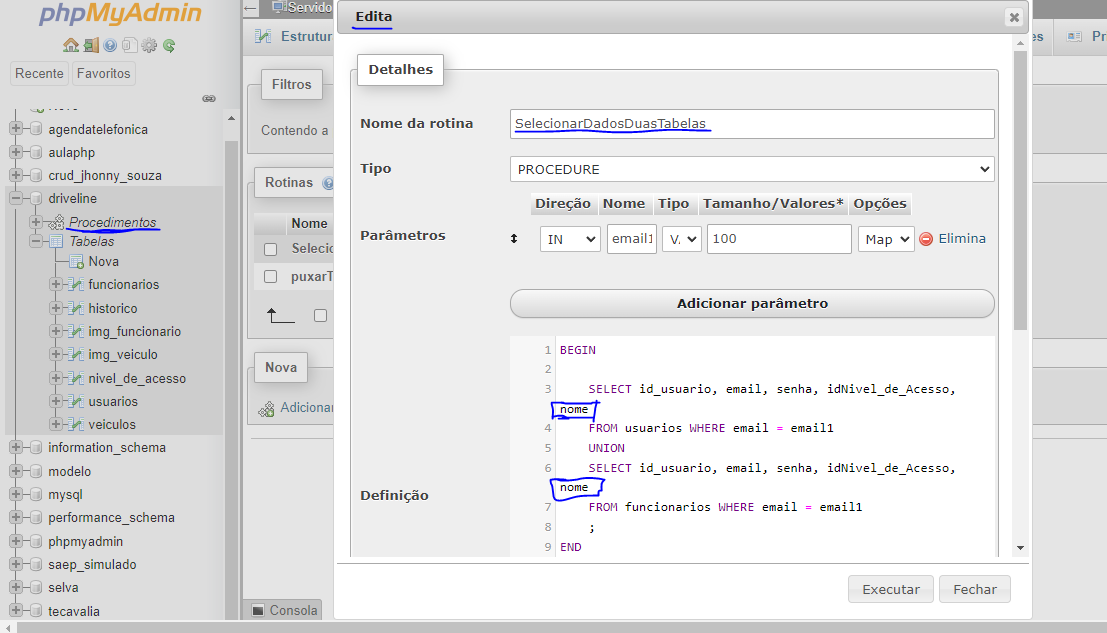 phpMyAdmin
Recente
Favoritos
agendatelefonica
aulaphp
crud_jhonny_souza
driveline
Procedimentos
Tabelas
Nova
funcionarios
historico
img_funcionario
img_veiculo
nivel_de_acesso
usuarios
veiculos
information_schema
modelo
mysql
performance_schema
phpmyadmin
saep_simulado
selva
tecavalia
Servido
Estrutur
es
Pr
Filtros
Contendo a
Rotinas
Nome
Selecio
puxarT
Nova
Adicionar
Consola
Edita
Detalhes
Nome da rotina
SelecionarDadosDuasTabelas
Tipo
PROCEDURE
Direção Nome Tipo Tamanho/Valores* Opções
Parâmetros
IN email1 V. 100 Map Elimina
Adicionar parâmetro
Definição
1 BEGIN
2
3 SELECT id_usuario, email, senha, idNivel_de_Acesso,
nome
4 FROM usuarios WHERE email = email1
5 UNION
6 SELECT id_usuario, email, senha, idNivel_de_Acesso,
nome
7 FROM funcionarios WHERE email = email1
8 ;
9 END
Executar
Fechar